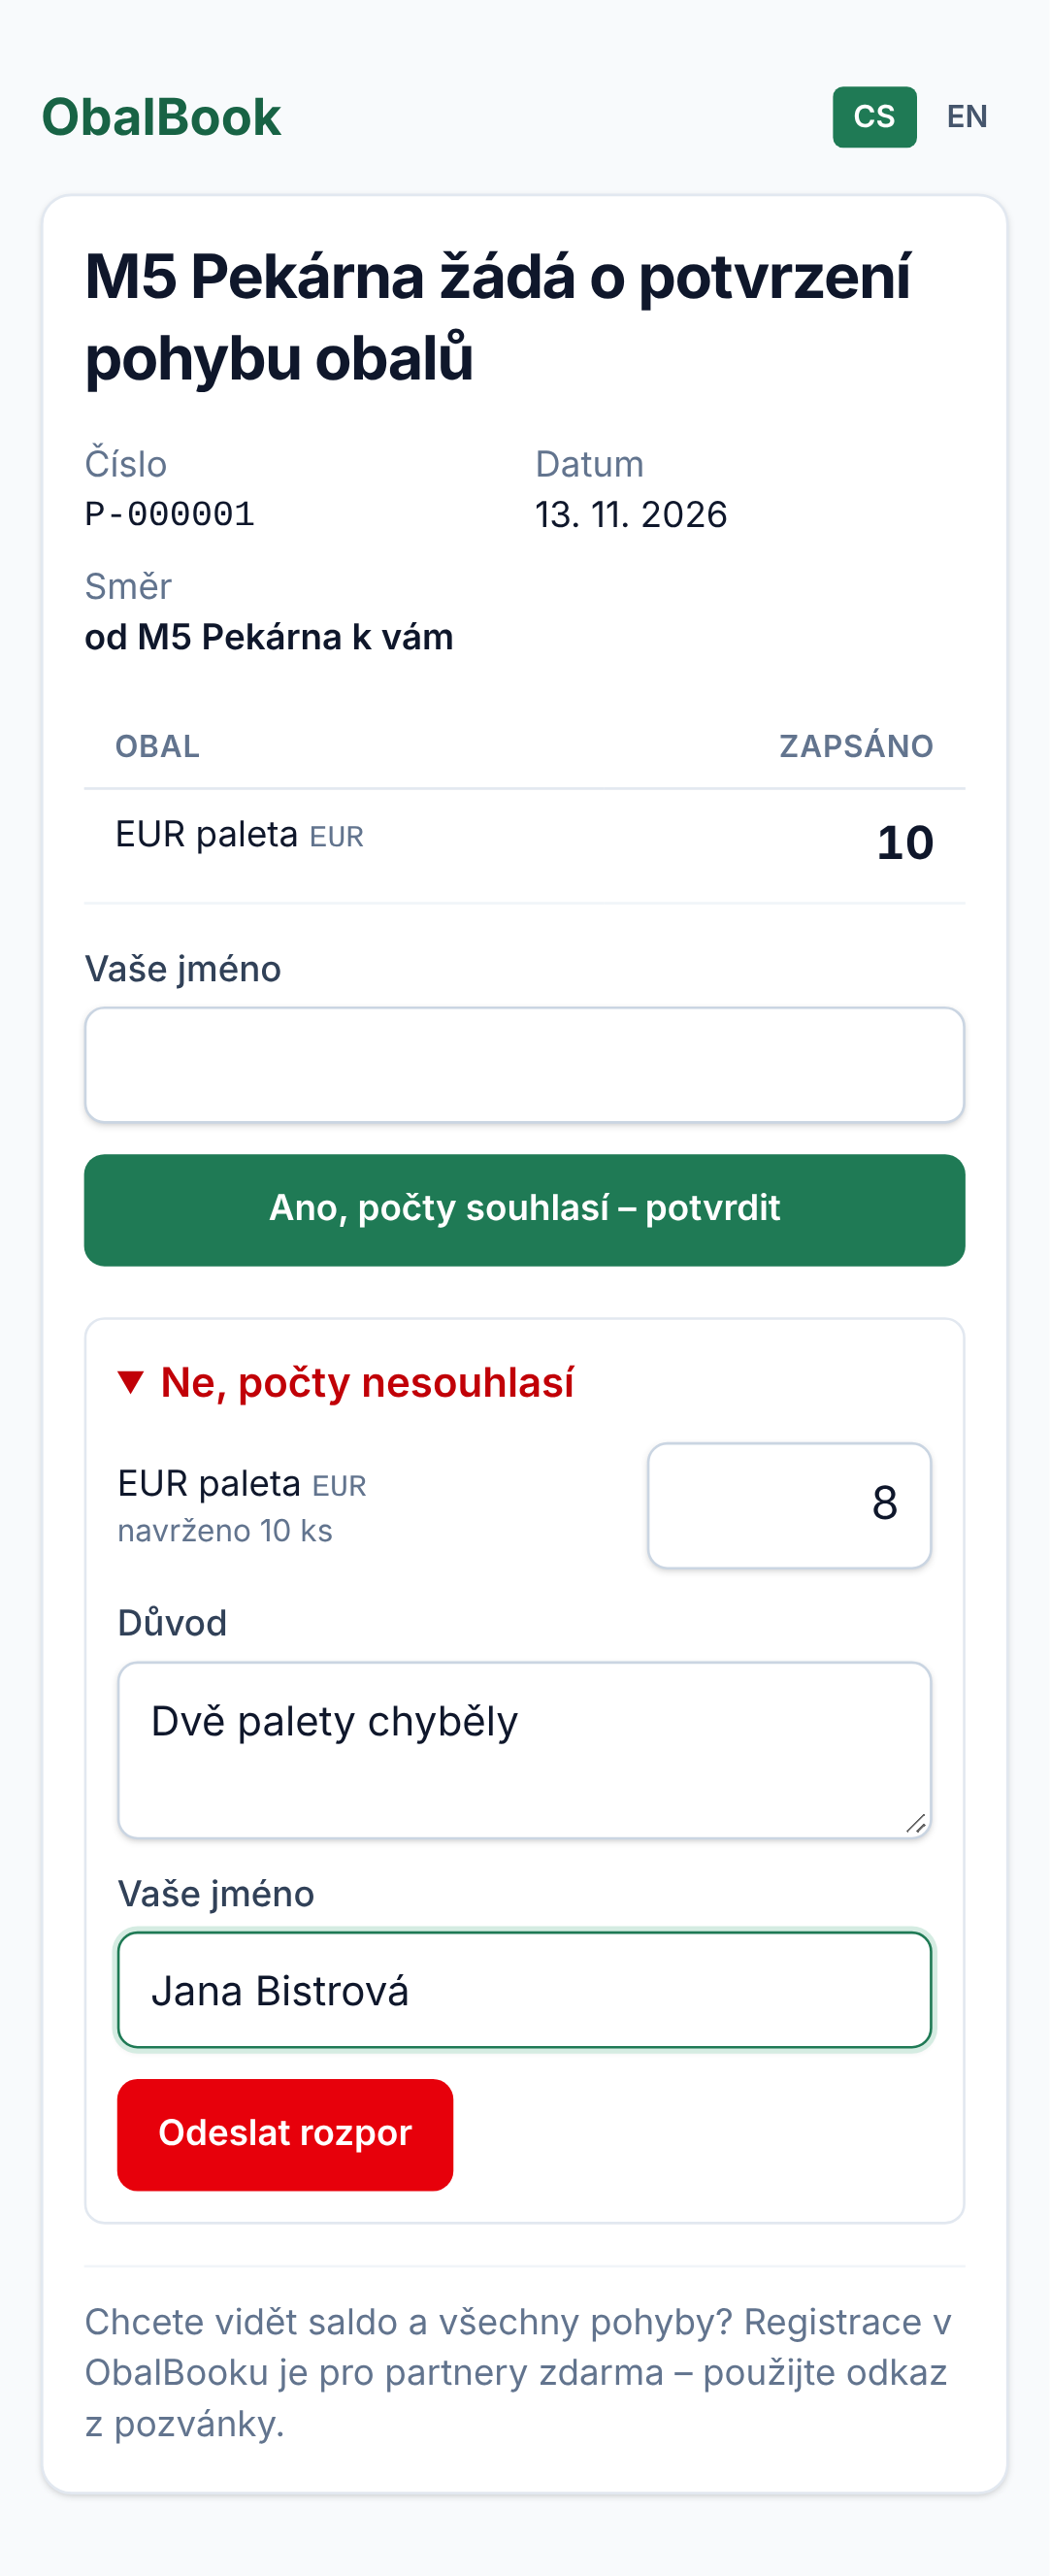 ObalBook
CS EN
M5 Pekárna žádá o potvrzení
pohybu obalů
Číslo Datum
P-000001 13. 11. 2026
Směr
od M5 Pekárna k vám
OBAL ZAPSÁNO
EUR paleta EUR 10
Vaše jméno
Ano, počty souhlasí – potvrdit
Ne, počty nesouhlasí
EUR paleta EUR 8
navrženo 10 ks
Důvod
Dvě palety chyběly
Vaše jméno
Jana Bistrová
Odeslat rozpor
Chcete vidět saldo a všechny pohyby? Registrace v
ObalBooku je pro partnery zdarma – použijte odkaz
z pozvánky.